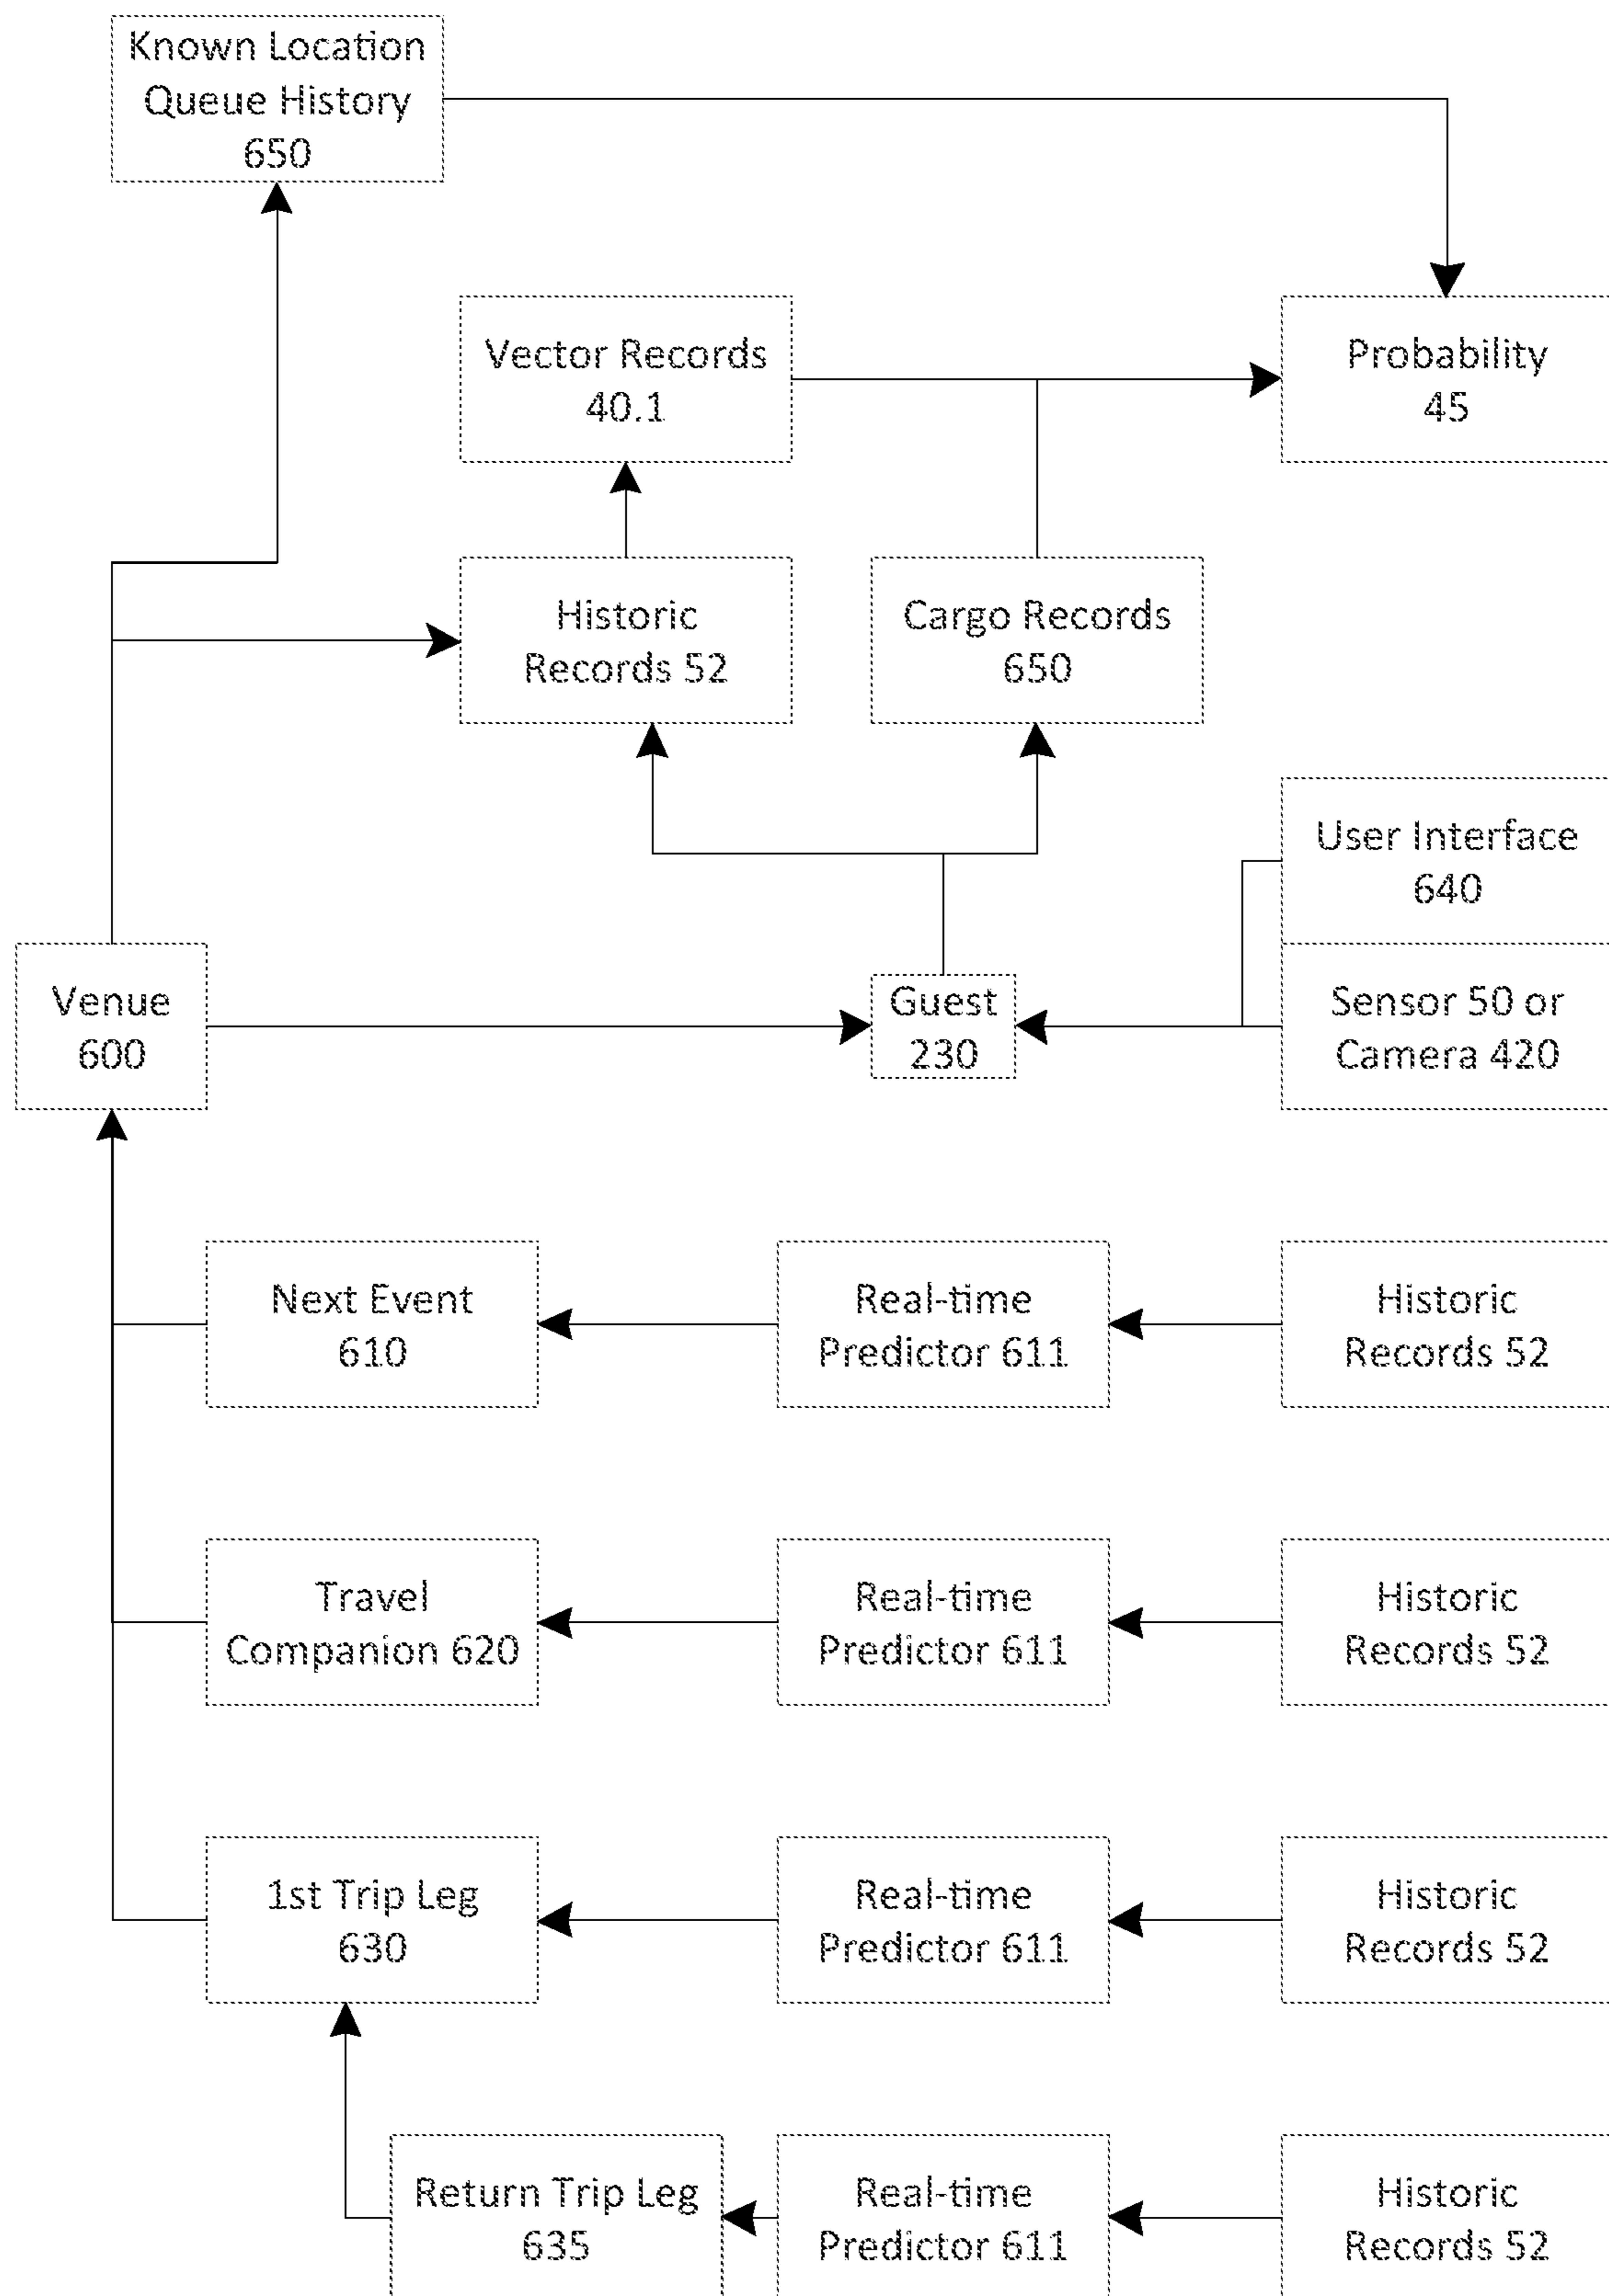 Known Location
Queue History
650
Vector Records
40.1
Probability
45
Historic
Records 52
Cargo Records
650
User Interface
640
Venue
600
Guest
230
Sensor 50 or
Camera 420
Next Event
610
Real-time
Predictor 611
Historic
Records 52
Travel
Companion 620
Real-time
Predictor 611
Historic
Records 52
1st Trip Leg
630
Real-time
Predictor 611
Historic
Records 52
Return Trip Leg
635
Real-time
Predictor 611
Historic
Records 52